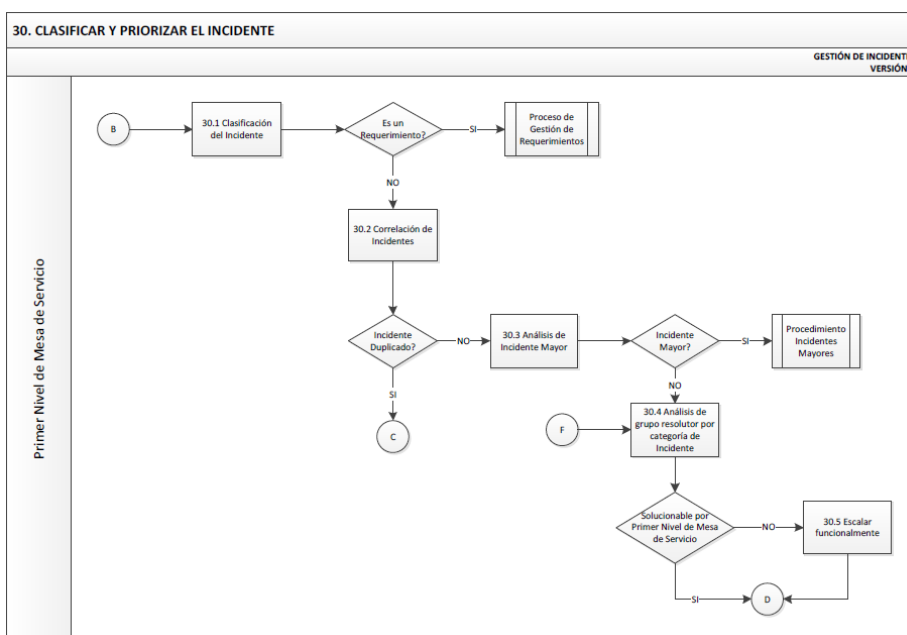 30. CLASIFICAR Y PRIORIZAR EL INCIDENTE
GESTIÓN DE INCIDENT
VERSIÓN
Primer Nivel de Mesa de Servicio
B
30.1 Clasificación
del Incidente
Es un
Requerimiento?
SI
Proceso de
Gestión de
Requerimientos
NO
30.2 Correlación de
Incidentes
Incidente
Duplicado?
NO
30.3 Análisis de
Incidente Mayor
Incidente
Mayor?
SI
Procedimiento
Incidentes
Mayores
SI
C
NO
F
30.4 Análisis de
grupo resolutor por
categoría de
Incidente
Solucionable por
Primer Nivel de Mesa
de Servicio
NO
30.5 Escalar
funcionalmente
SI
D